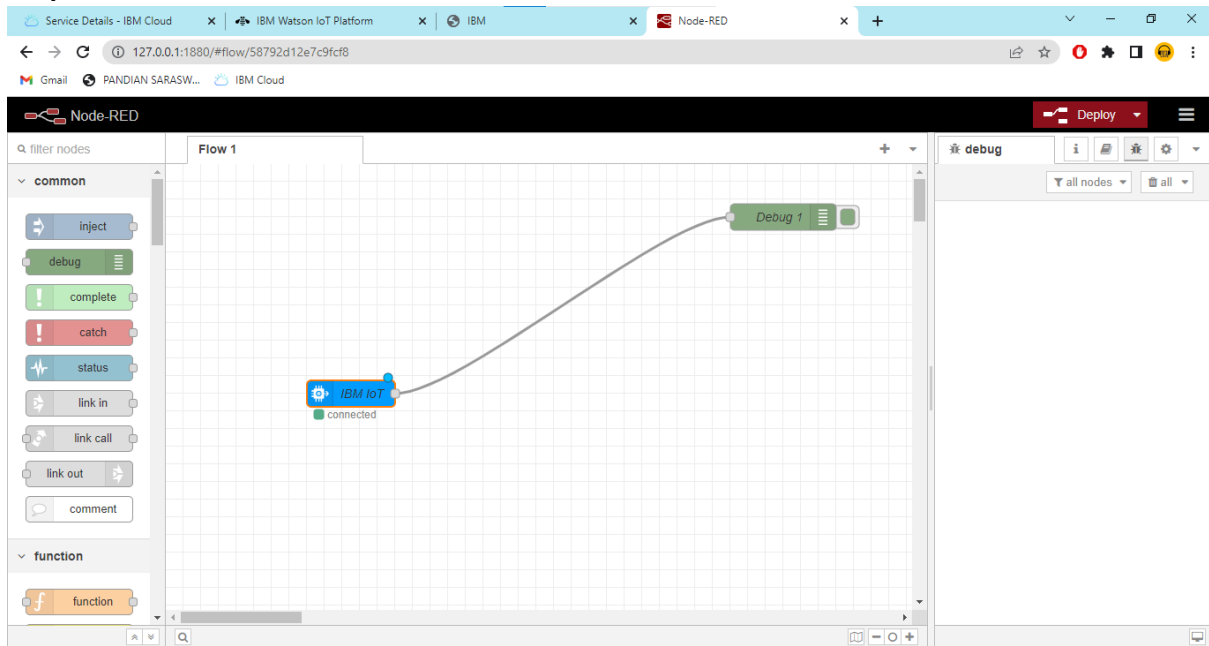 Service Details - IBM Cloud IBM Watson IoT Platform IBM Node-RED
127.0.0.1:1880/#flow/58792d12e7c9fcf8
Gmail PANDIAN SARASW... IBM Cloud
Node-RED Deploy
filter nodes Flow 1 debug i
common all nodes all
inject
debug
complete
catch
status
link in
link call
link out
comment
function
function
Debug 1
IBM IoT
connected